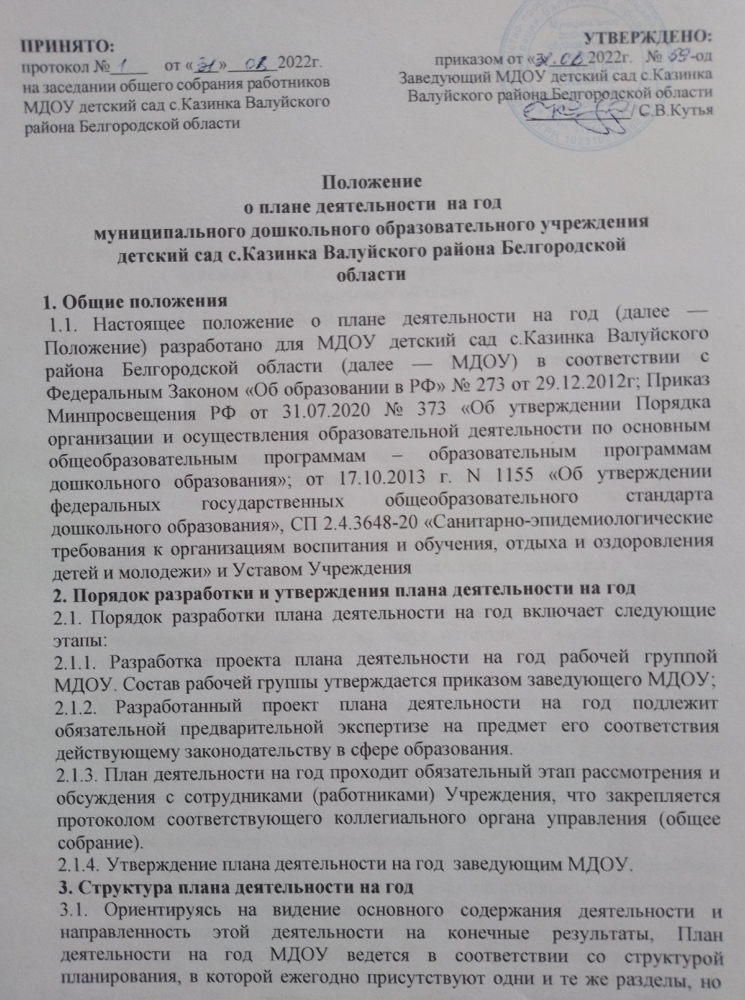 ПРИНЯТО:
протокол № 1 от «31» 08 2022г.
на заседании общего собрания работников
МДОУ детский сад с.Казинка Валуйского
района Белгородской области
УТВЕРЖДЕНО:
приказом от «31.08 2022г. № 59-од
Заведующий МДОУ детский сад с.Казинка
Валуйского района Белгородской области
/ С.В.Кутья
Положение
о плане деятельности на год
муниципального дошкольного образовательного учреждения
детский сад с.Казинка Валуйского района Белгородской
области
1. Общие положения
1.1. Настоящее положение о плане деятельности на год (далее —
Положение) разработано для МДОУ детский сад с.Казинка Валуйского
района Белгородской области (далее — МДОУ) в соответствии с
Федеральным Законом «Об образовании в РФ» № 273 от 29.12.2012г; Приказ
Минпросвещения РФ от 31.07.2020 № 373 «Об утверждении Порядка
организации и осуществления образовательной деятельности по основным
общеобразовательным программам – образовательным программам
дошкольного образования»; от 17.10.2013 г. N 1155 «Об утверждении
федеральных государственных общеобразовательного стандарта
дошкольного образования», СП 2.4.3648-20 «Санитарно-эпидемиологические
требования к организациям воспитания и обучения, отдыха и оздоровления
детей и молодежи» и Уставом Учреждения
2. Порядок разработки и утверждения плана деятельности на год
2.1. Порядок разработки плана деятельности на год включает следующие
этапы:
2.1.1. Разработка проекта плана деятельности на год рабочей группой
МДОУ. Состав рабочей группы утверждается приказом заведующего МДОУ;
2.1.2. Разработанный проект плана деятельности на год подлежит
обязательной предварительной экспертизе на предмет его соответствия
действующему законодательству в сфере образования.
2.1.3. План деятельности на год проходит обязательный этап рассмотрения и
обсуждения с сотрудниками (работниками) Учреждения, что закрепляется
протоколом соответствующего коллегиального органа управления (общее
собрание).
2.1.4. Утверждение плана деятельности на год заведующим МДОУ.
3. Структура плана деятельности на год
3.1. Ориентируясь на видение основного содержания деятельности и
направленность этой деятельности на конечные результаты, План
деятельности на год МДОУ ведется в соответствии со структурой
планирования, в которой ежегодно присутствуют одни и те же разделы, но